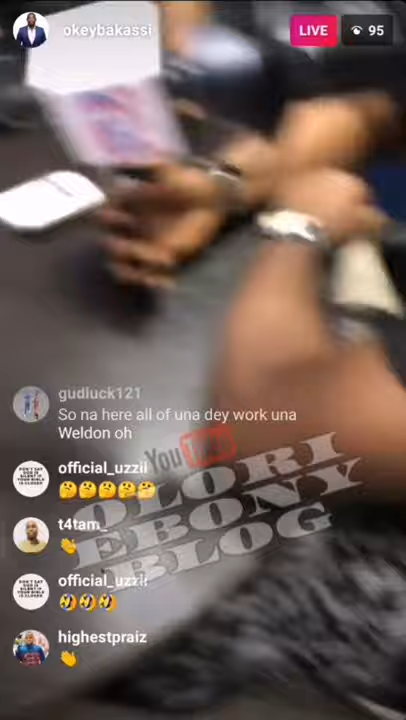 okeybakassi
LIVE
95
gudluck121
So na here all of una dey work una
Weldon oh
YouTube
OLORI
EBONY
BLOG
official_uzzii
t4tam_
official_uzzii
highestpraiz